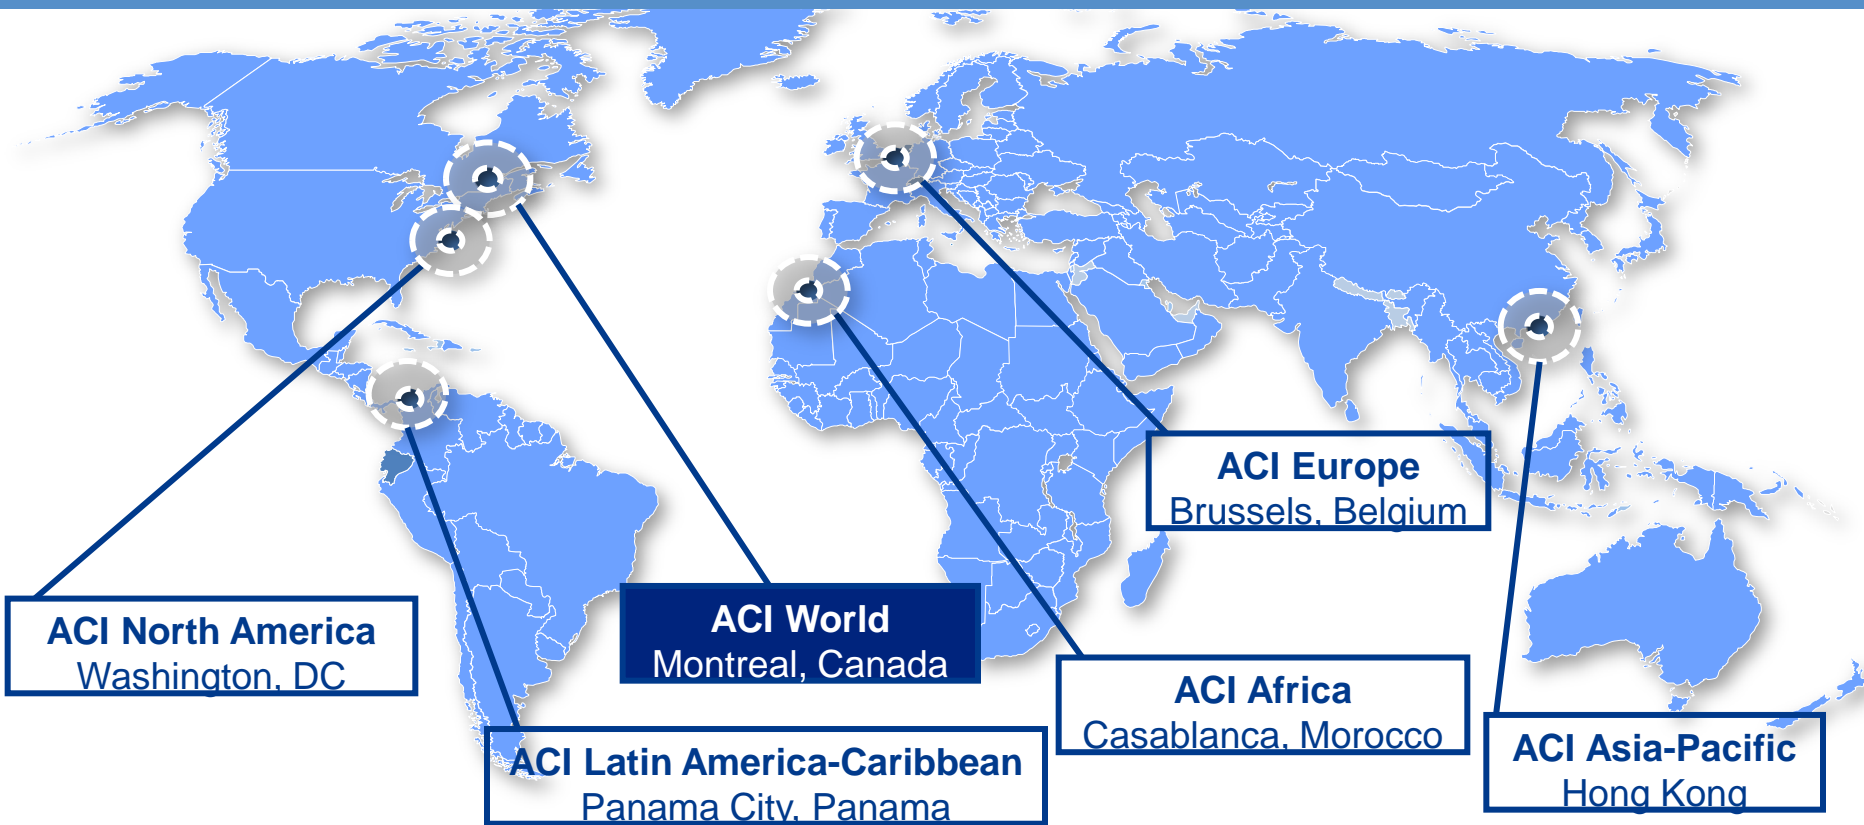 ACI Europe
Brussels, Belgium
ACI North America
Washington, DC
ACI World
Montreal, Canada
ACI Africa
Casablanca, Morocco
ACI Latin America-Caribbean
Panama City, Panama
ACI Asia-Pacific
Hong Kong